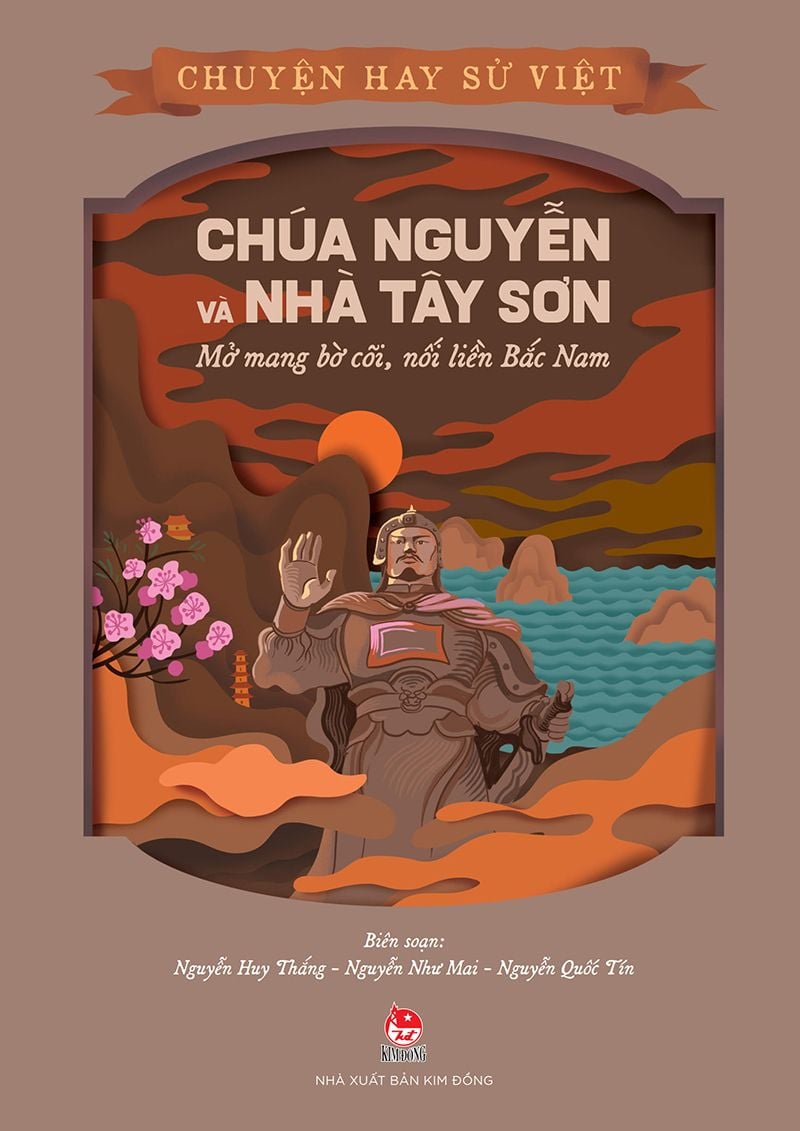 CHUYỆN HAY SỬ VIỆT
CHÚA NGUYỄN
VÀ NHÀ TÂY SƠN
Mở mang bờ cõi, nối liền Bắc Nam
Biên soạn:
Nguyễn Huy Thắng - Nguyễn Như Mai - Nguyễn Quốc Tín
Kđ
KIM ĐỒNG
NHÀ XUẤT BẢN KIM ĐỒNG